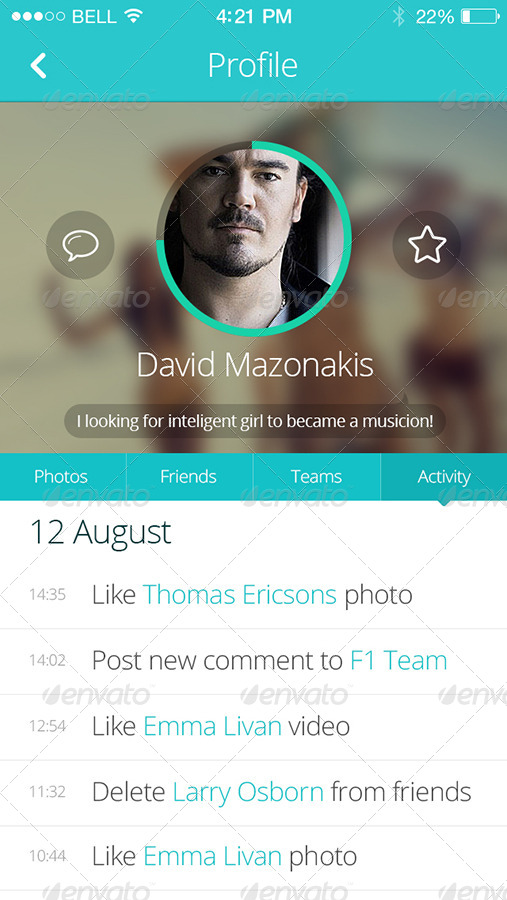 BELL 4:21 PM 22%
Profile
David Mazonakis
I looking for inteligent girl to became a musicion!
Photos Friends Teams Activity
12 August
14:35 Like Thomas Ericsons photo
14:02 Post new comment to F1 Team
12:54 Like Emma Livan video
11:32 Delete Larry Osborn from friends
10:44 Like Emma Livan photo
envato